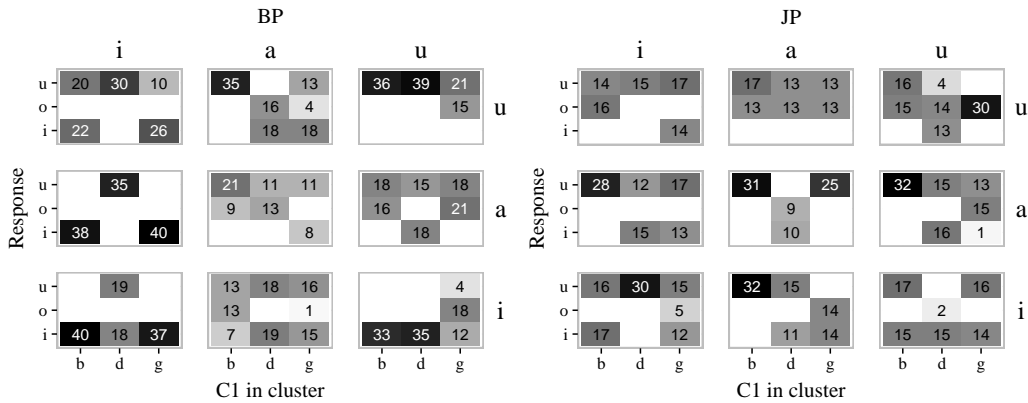 BP JP
i a u i a u
u 20 30 10 35 13 36 39 21 14 15 17 17 13 13 16 4
o 16 4 15 u 16 13 13 13 15 14 30 u
i 22 26 18 18 14 13
Response
u 35 21 11 11 18 15 18 28 12 17 31 25 32 15 13
o 9 13 16 21 a 9 15 a
i 38 40 8 18 15 13 10 16 1
u 19 13 18 16 4 16 30 15 32 15 17 16
o 13 1 18 i 5 14 2 i
i 40 18 37 7 19 15 33 35 12 17 12 11 14 15 15 14
b d g b d g b d g b d g b d g b d g
C1 in cluster C1 in cluster